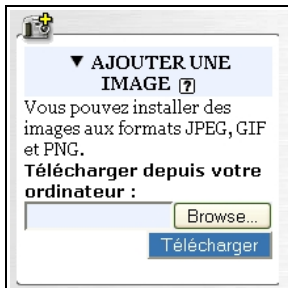 ▼ AJOUTER UNE
IMAGE ?
Vous pouvez installer des
images aux formats JPEG, GIF
et PNG.
Télécharger depuis votre
ordinateur :
Browse...
Télécharger